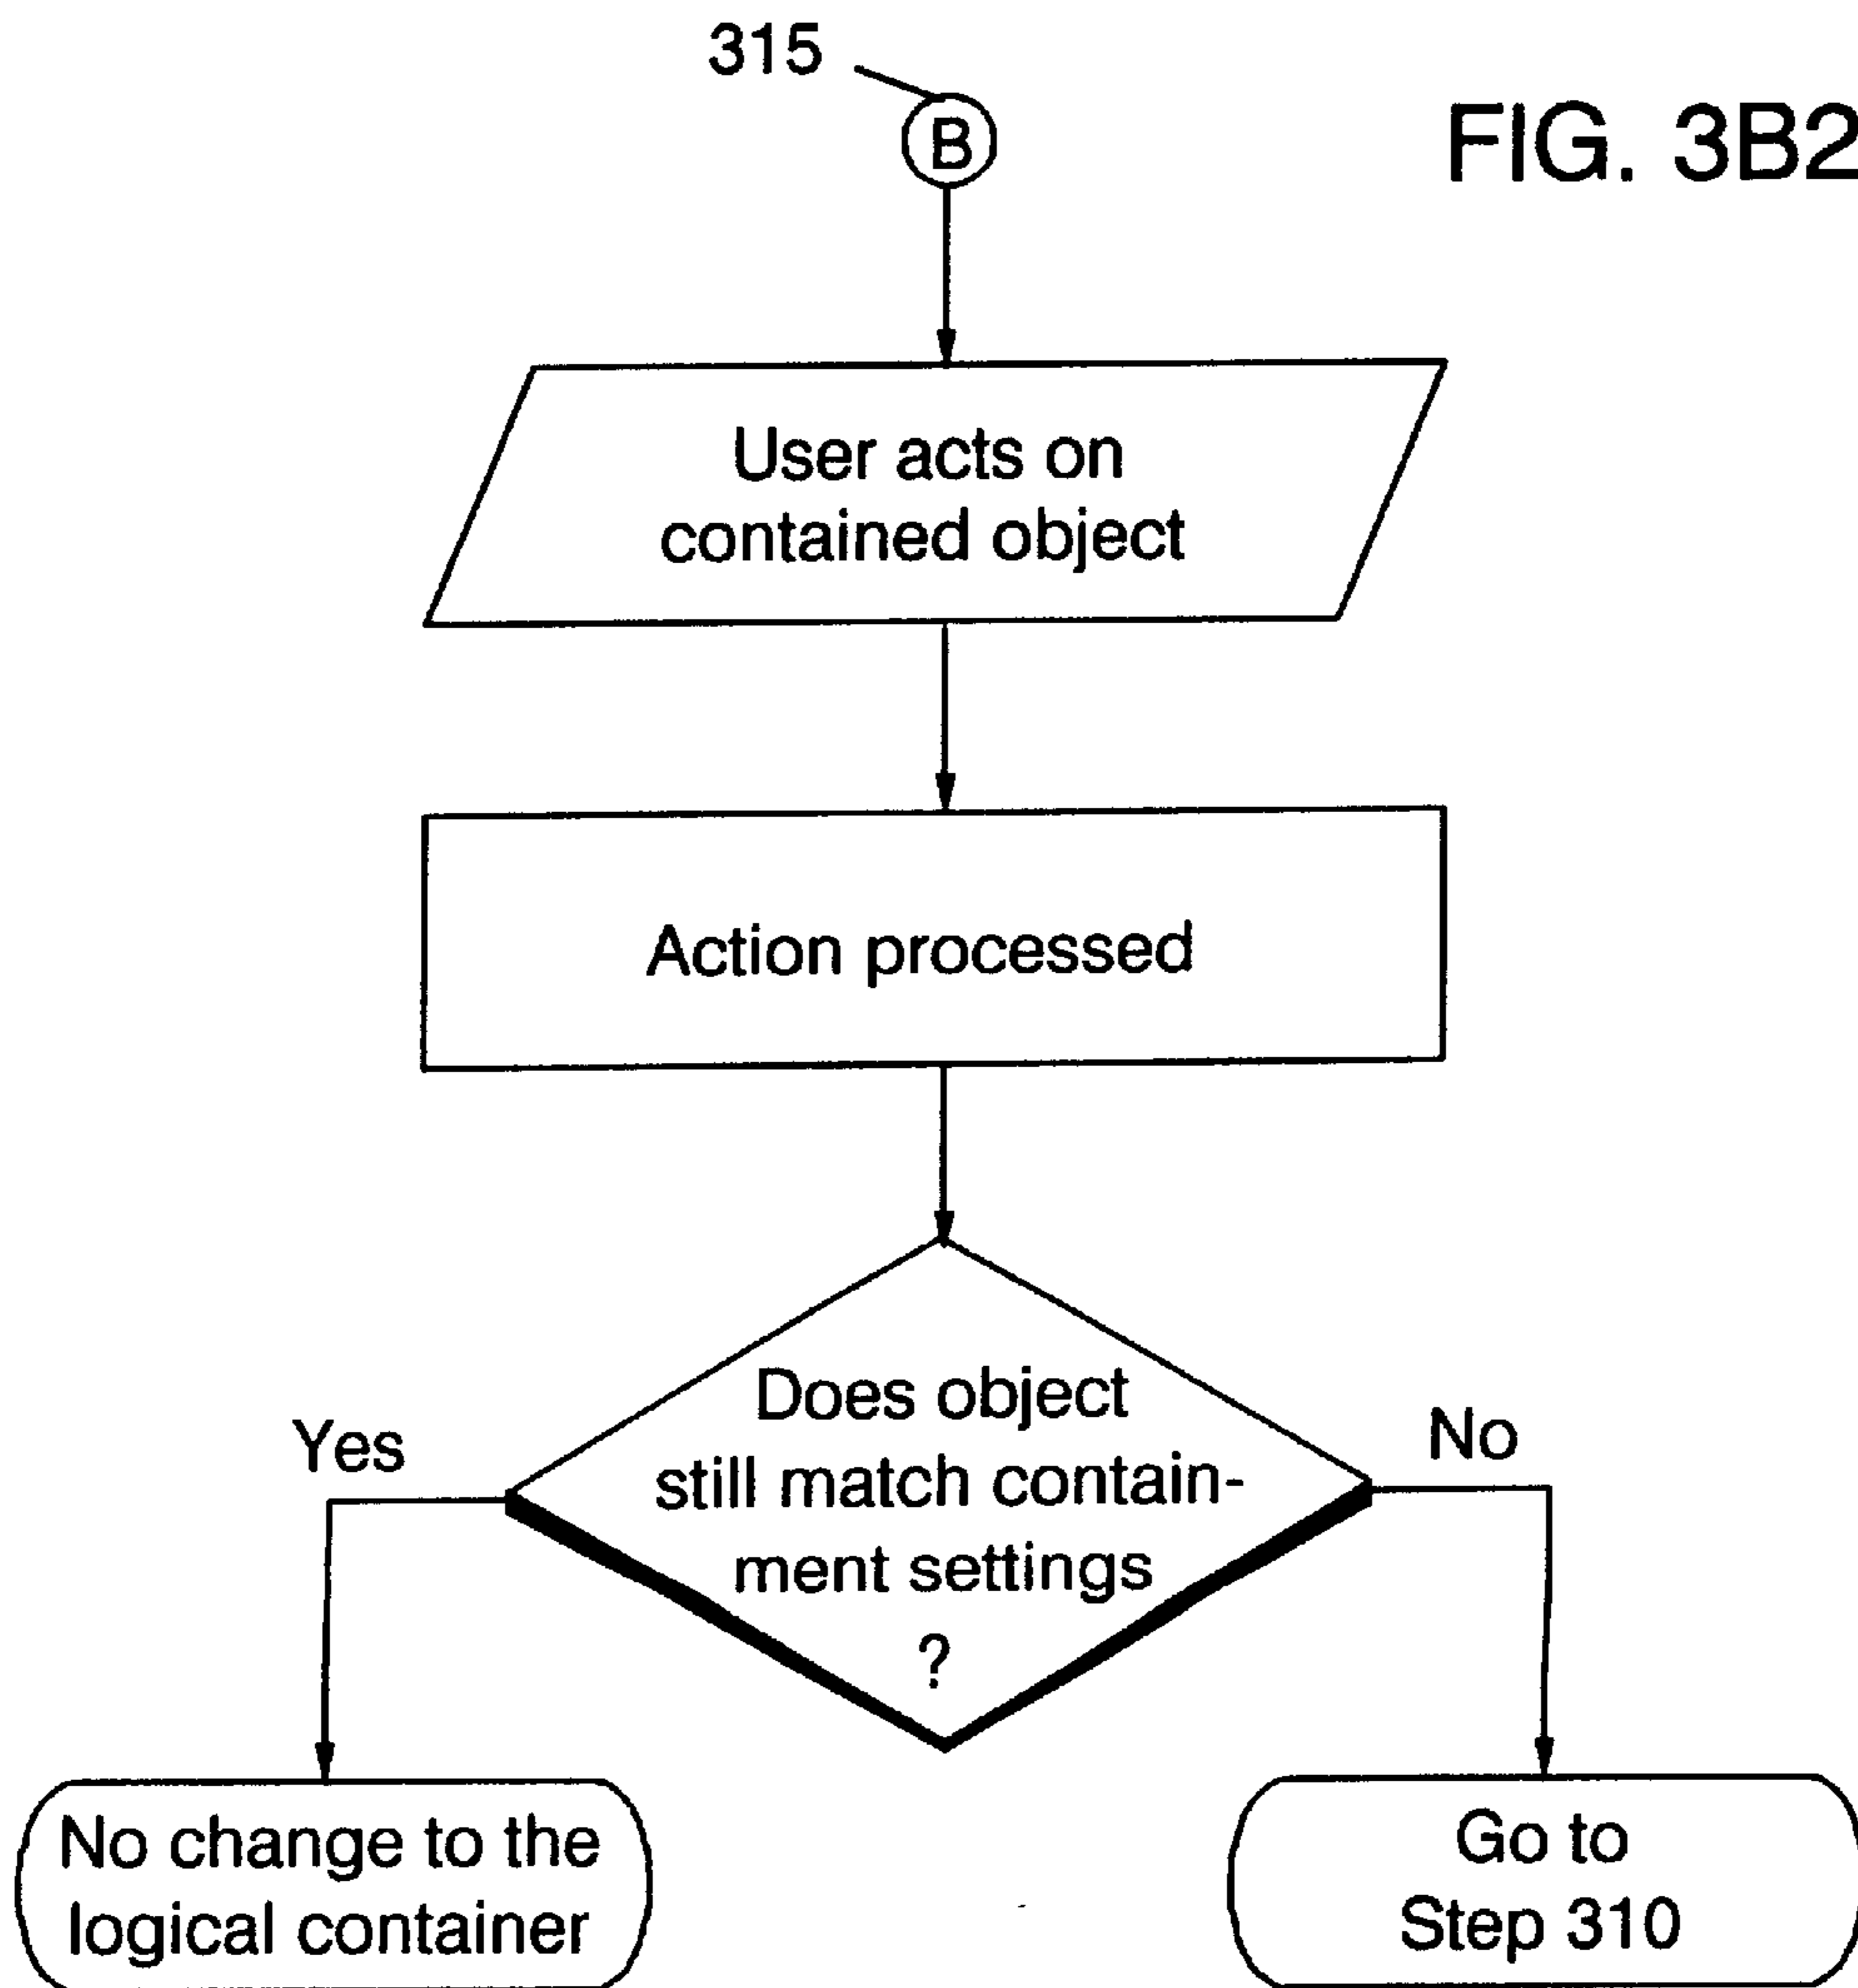 315
B
FIG. 3B2
User acts on
contained object
Action processed
Does object
still match contain-
ment settings
?
Yes
No
No change to the
logical container
Go to
Step 310